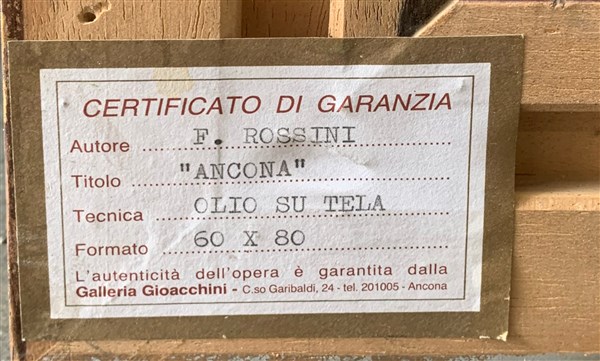 CERTIFICATO DI GARANZIA
Autore F. ROSSINI
Titolo "ANCONA"
Tecnica OLIO SU TELA
Formato 60 X 80
L'autenticità dell'opera è garantita dalla
Galleria Gioacchini - C.so Garibaldi, 24 - tel. 201005 - Ancona